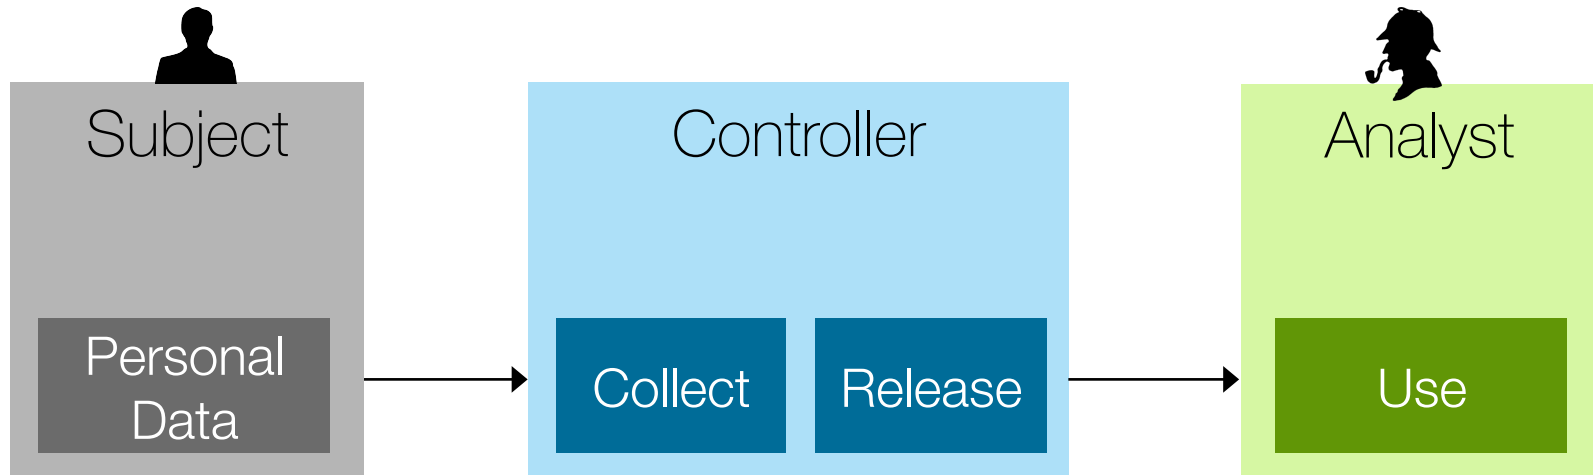 Subject
Personal
Data
Controller
Collect
Release
Analyst
Use